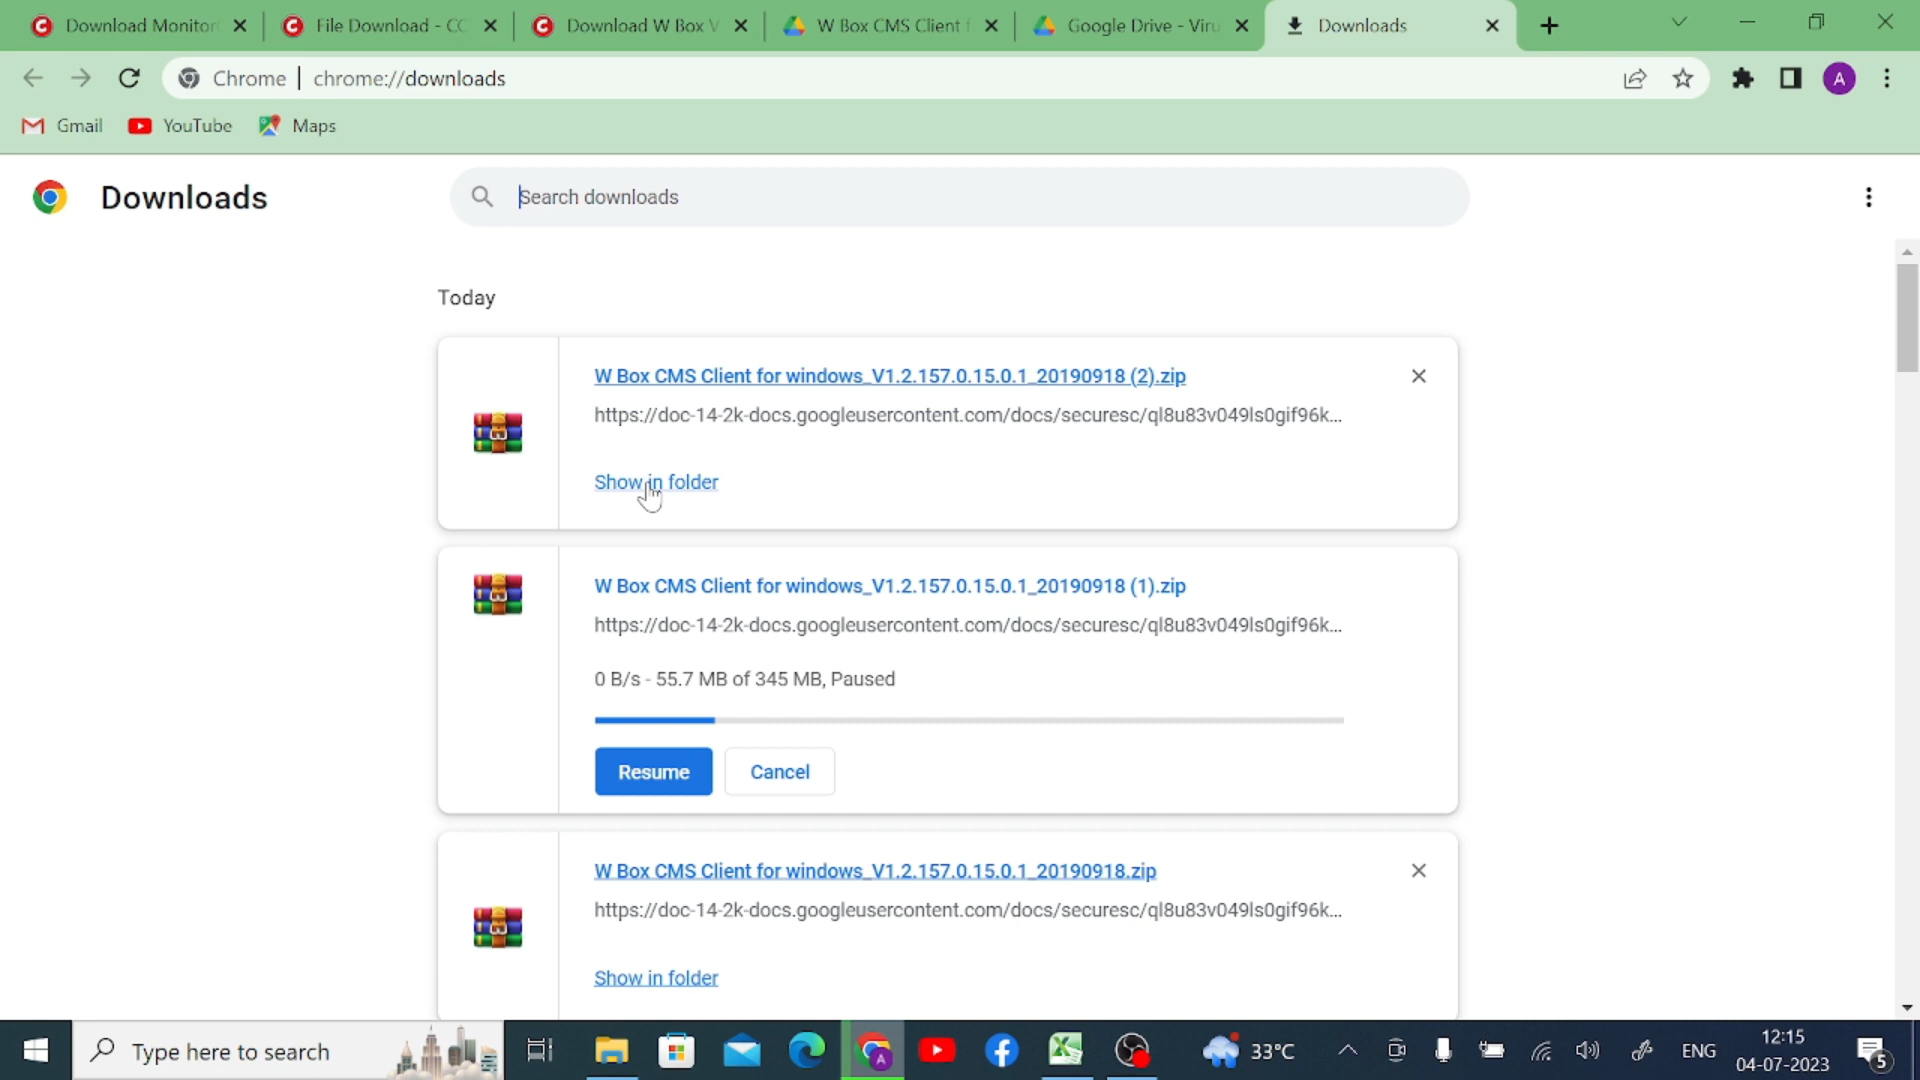 Download Monitor
File Download - CC
Download W Box V
W Box CMS Client f
Google Drive - Viru
Downloads
Chrome | chrome://downloads
A
Gmail
YouTube
Maps
Downloads
Search downloads
Today
W Box CMS Client for windows_V1.2.157.0.15.0.1_20190918 (2).zip
https://doc-14-2k-docs.googleusercontent.com/docs/securesc/ql8u83v049ls0gif96k...
Show in folder
W Box CMS Client for windows_V1.2.157.0.15.0.1_20190918 (1).zip
https://doc-14-2k-docs.googleusercontent.com/docs/securesc/ql8u83v049ls0gif96k...
0 B/s - 55.7 MB of 345 MB, Paused
Resume
Cancel
W Box CMS Client for windows_V1.2.157.0.15.0.1_20190918.zip
https://doc-14-2k-docs.googleusercontent.com/docs/securesc/ql8u83v049ls0gif96k...
Show in folder
Type here to search
A
33°C
ENG
12:15
04-07-2023
5